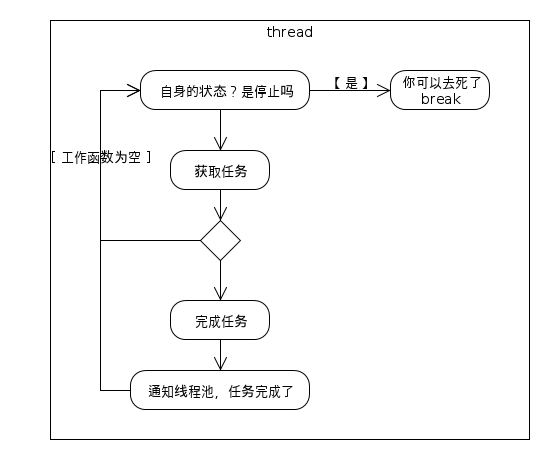 thread
自身的状态？是停止吗
【 是 】
你可以去死了
break
[ 工作函数为空 ]
获取任务
完成任务
通知线程池，任务完成了